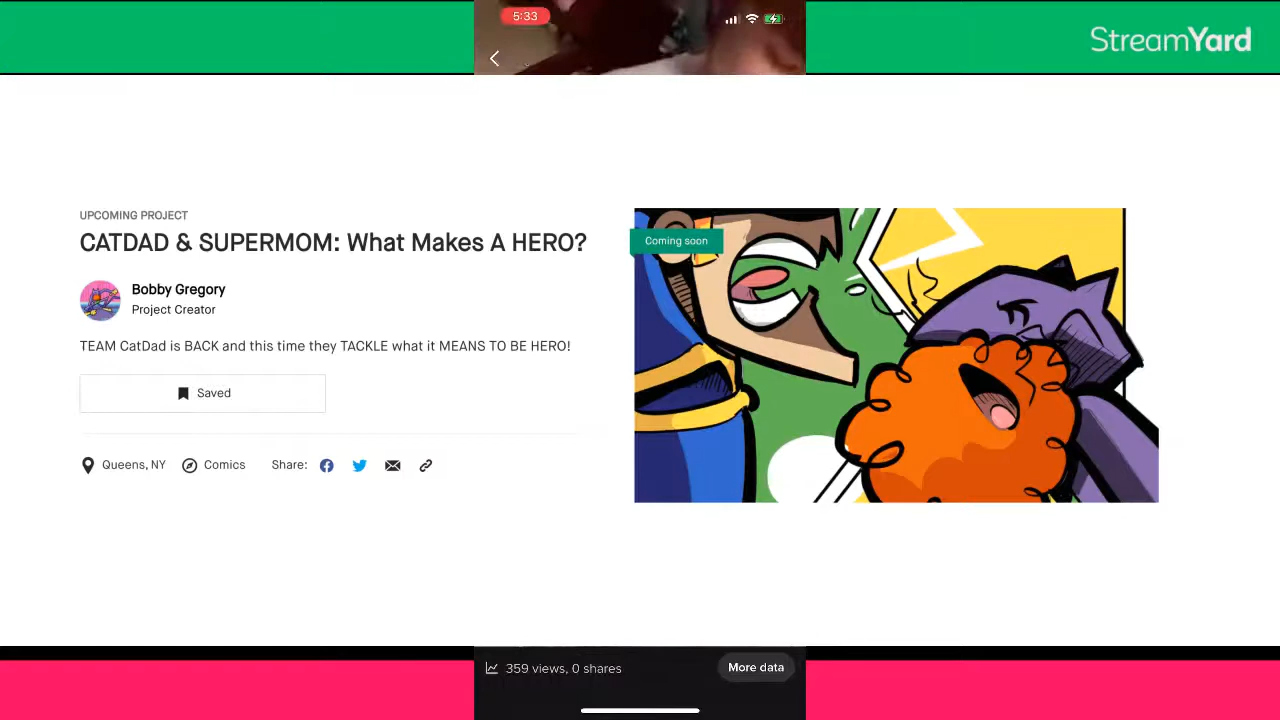 5:33
StreamYard
UPCOMING PROJECT
CATDAD & SUPERMOM: What Makes A HERO?
Coming soon
Bobby Gregory
Project Creator
TEAM CatDad is BACK and this time they TACKLE what it MEANS TO BE HERO!
Saved
Queens, NY Comics Share:
359 views, 0 shares More data